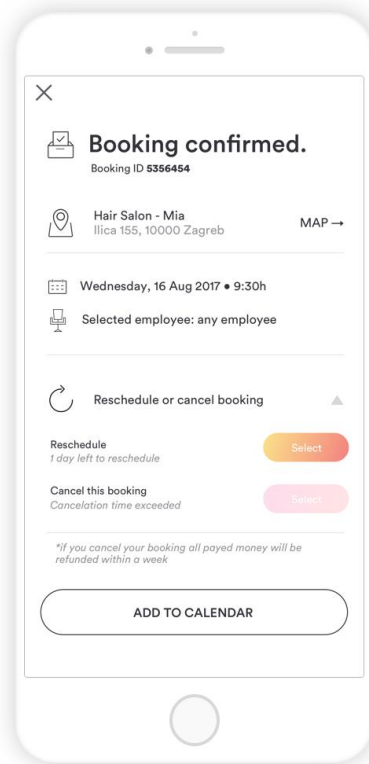 Booking confirmed.
Booking ID 5356454
Hair Salon - Mia
Ilica 155, 10000 Zagreb
MAP →
Wednesday, 16 Aug 2017 • 9:30h
Selected employee: any employee
Reschedule or cancel booking
Reschedule
1 day left to reschedule
Select
Cancel this booking
Cancelation time exceeded
Select
*if you cancel your booking all payed money will be
refunded within a week
ADD TO CALENDAR